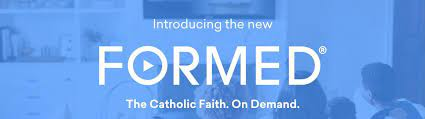 Introducing the new
FORMED®
The Catholic Faith. On Demand.